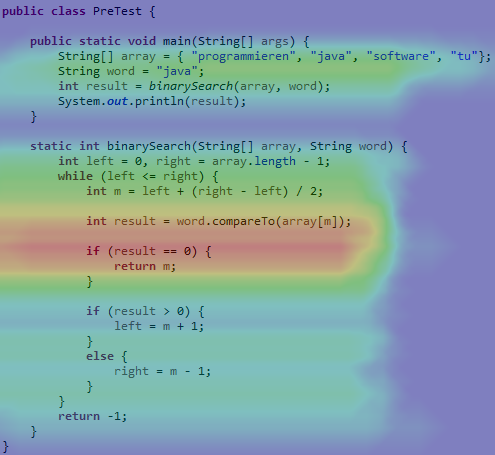 public class PreTest {
public static void main(String[] args) {
String[] array = { "programmieren", "java", "software", "tu"};
String word = "java";
int result = binarySearch(array, word);
System.out.println(result);
}
static int binarySearch(String[] array, String word) {
int left = 0, right = array.length - 1;
while (left <= right) {
int m = left + (right - left) / 2;
int result = word.compareTo(array[m]);
if (result == 0) {
return m;
}
if (result > 0) {
left = m + 1;
}
else {
right = m - 1;
}
}
return -1;
}
}